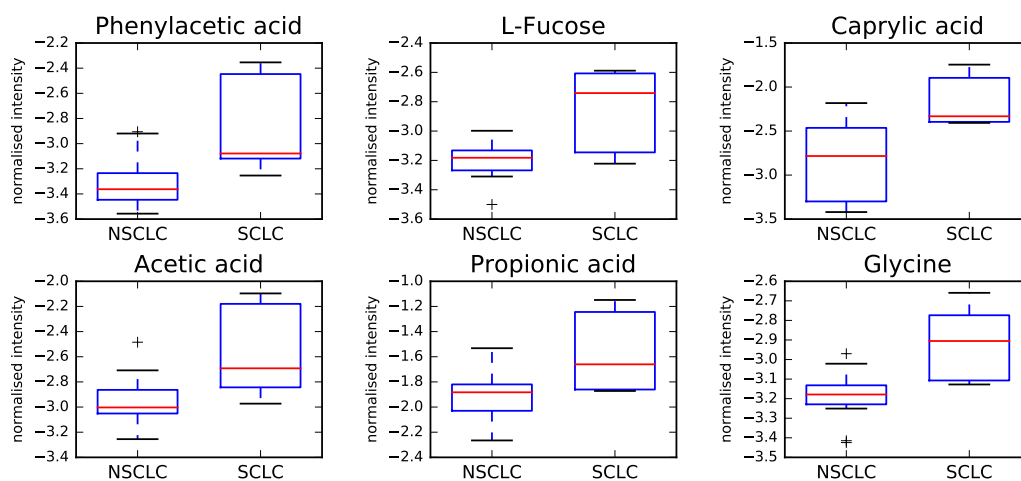 Phenylacetic acid
normalised intensity
−2.2
−2.4
−2.6
−2.8
−3.0
−3.2
−3.4
−3.6
NSCLC SCLC
L-Fucose
normalised intensity
−2.4
−2.6
−2.8
−3.0
−3.2
−3.4
−3.6
NSCLC SCLC
Caprylic acid
normalised intensity
−1.5
−2.0
−2.5
−3.0
−3.5
NSCLC SCLC
Acetic acid
normalised intensity
−2.0
−2.2
−2.4
−2.6
−2.8
−3.0
−3.2
−3.4
NSCLC SCLC
Propionic acid
normalised intensity
−1.0
−1.2
−1.4
−1.6
−1.8
−2.0
−2.2
−2.4
NSCLC SCLC
Glycine
normalised intensity
−2.6
−2.7
−2.8
−2.9
−3.0
−3.1
−3.2
−3.3
−3.4
−3.5
NSCLC SCLC